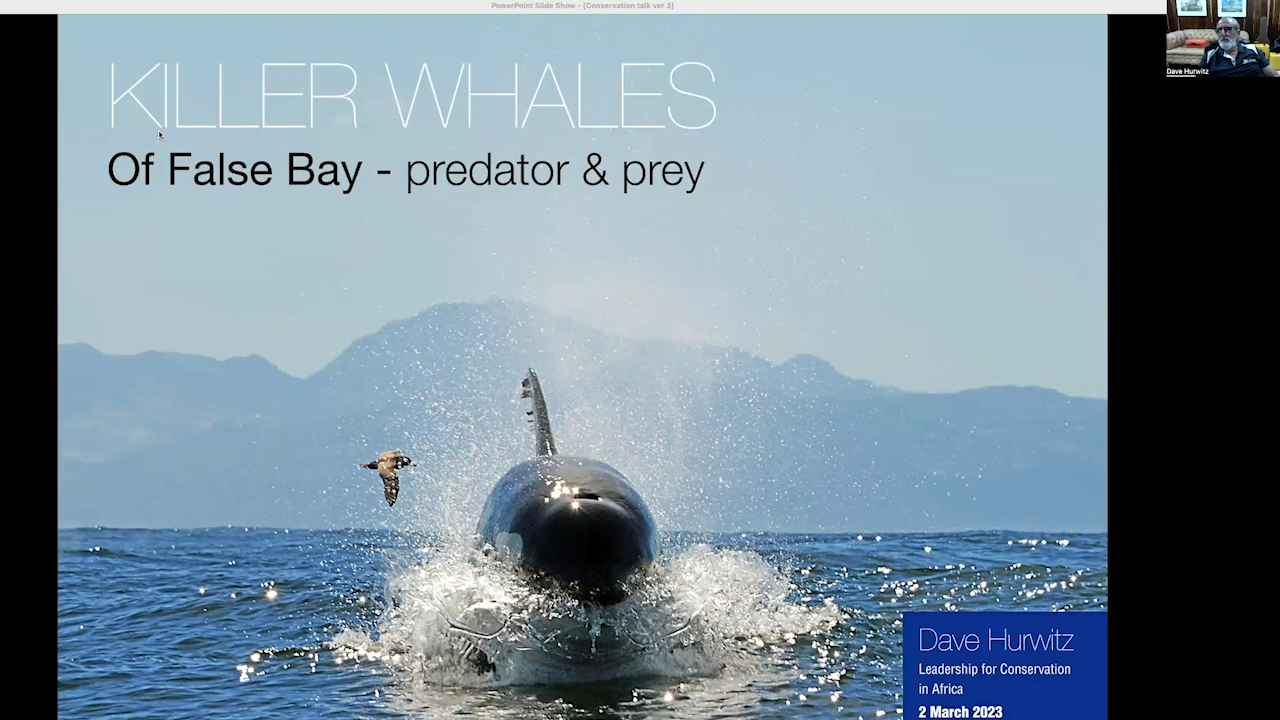 PowerPoint Slide Show - [Conservation talk ver 3]
Dave Hurwitz
KILLER WHALES
Of False Bay - predator & prey
Dave Hurwitz
Leadership for Conservation
in Africa
2 March 2023